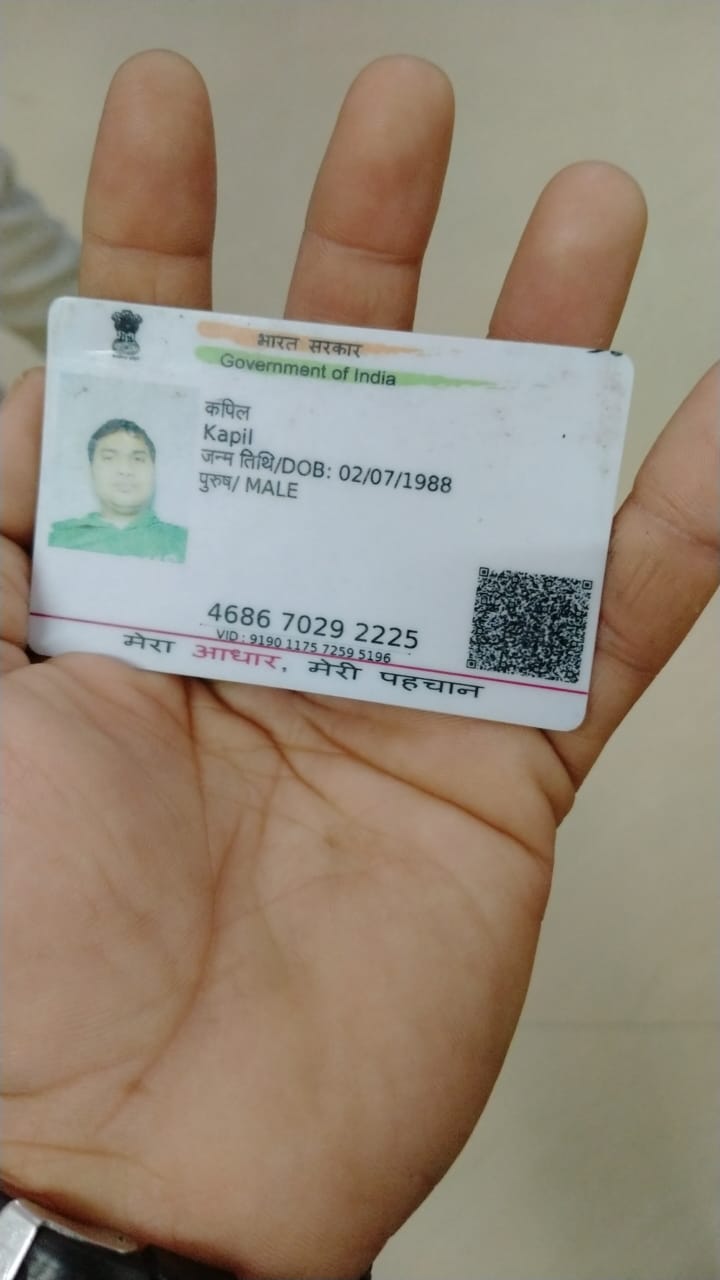 भारत सरकार
Government of India
कपिल
Kapil
जन्म तिथि/DOB: 02/07/1988
पुरुष/ MALE
4686 7029 2225
VID : 9190 1175 7259 5196
मेरा आधार, मेरी पहचान